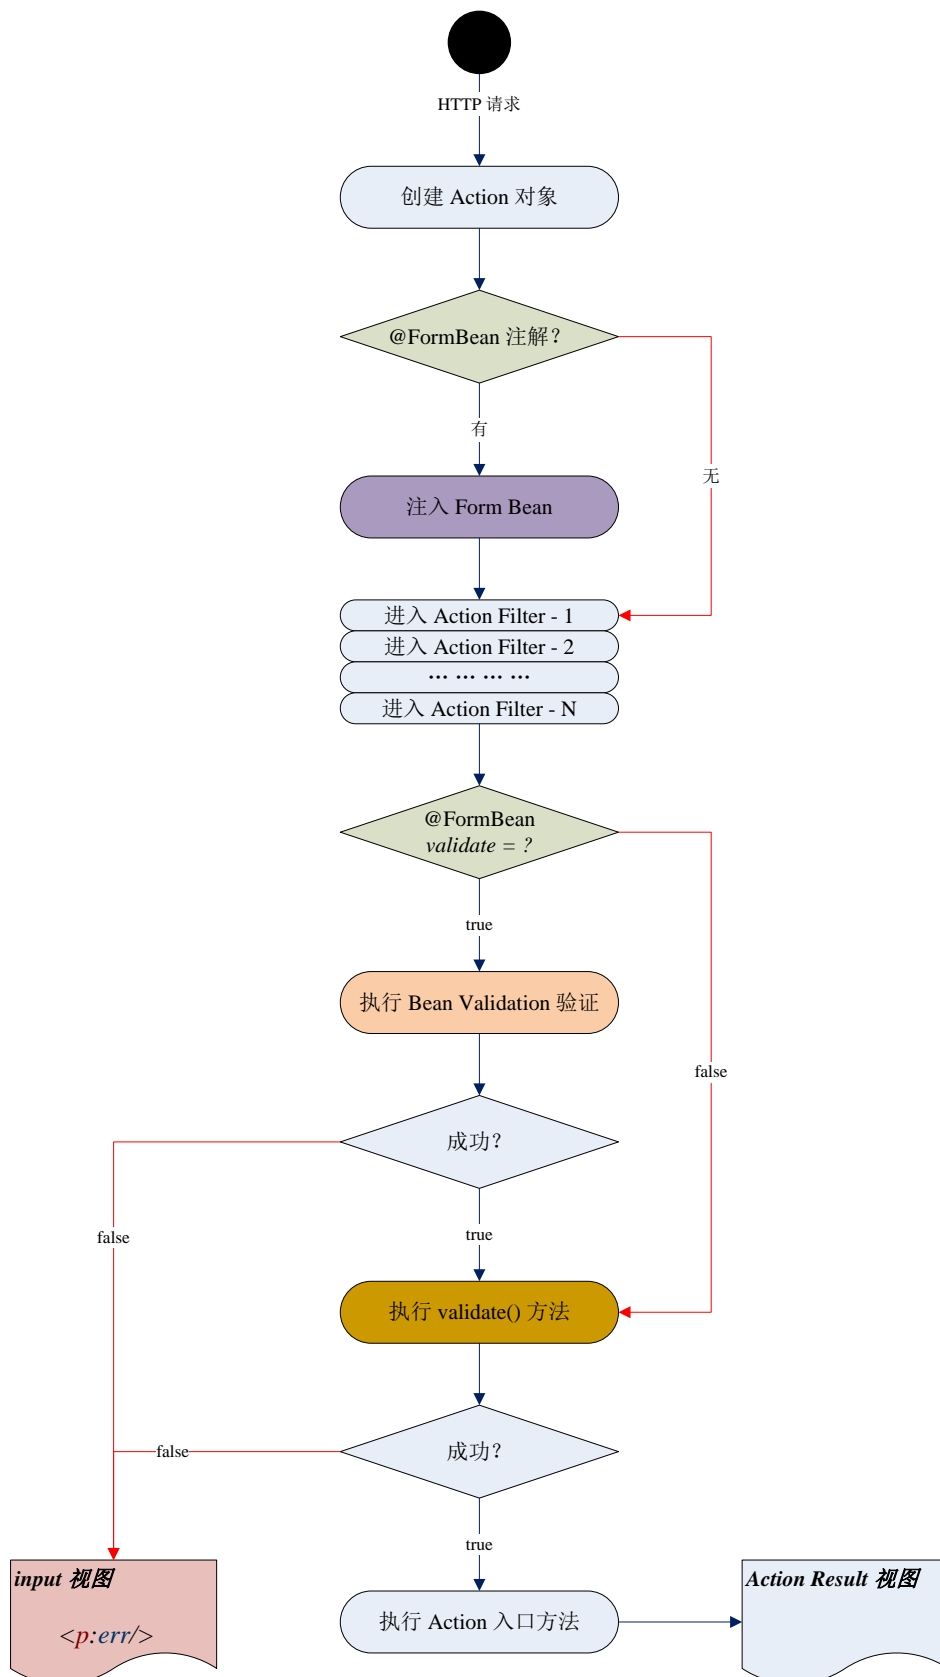 HTTP 请求
创建 Action 对象
@FormBean 注解?
有
无
注入 Form Bean
进入 Action Filter - 1
进入 Action Filter - 2
… … … …
进入 Action Filter - N
@FormBean
validate = ?
true
执行 Bean Validation 验证
false
成功?
false
true
执行 validate() 方法
成功?
false
true
input 视图
<p:err/>
执行 Action 入口方法
Action Result 视图